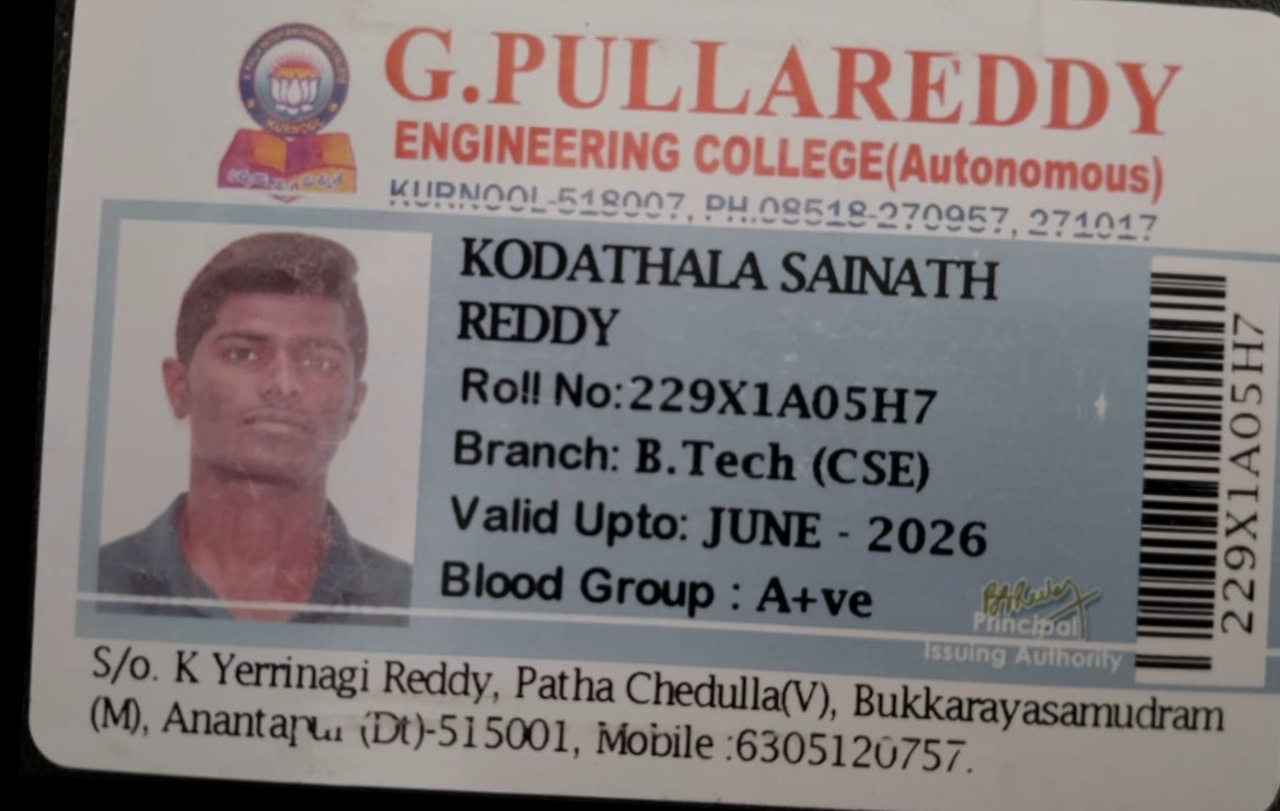 G.PULLAREDDY
ENGINEERING COLLEGE(Autonomous)
KURNOOL-518007, PH.08518-270957, 271017
KURNOOL
KODATHALA SAINATH
REDDY
Roll No:229X1A05H7
Branch: B.Tech (CSE)
Valid Upto: JUNE - 2026
Blood Group : A+ve
Principal
Issuing Authority
229X1A05H7
S/o. K Yerrinagi Reddy, Patha Chedulla(V), Bukkarayasamudram
(M), Anantapur (Dt)-515001, Mobile :6305120757.